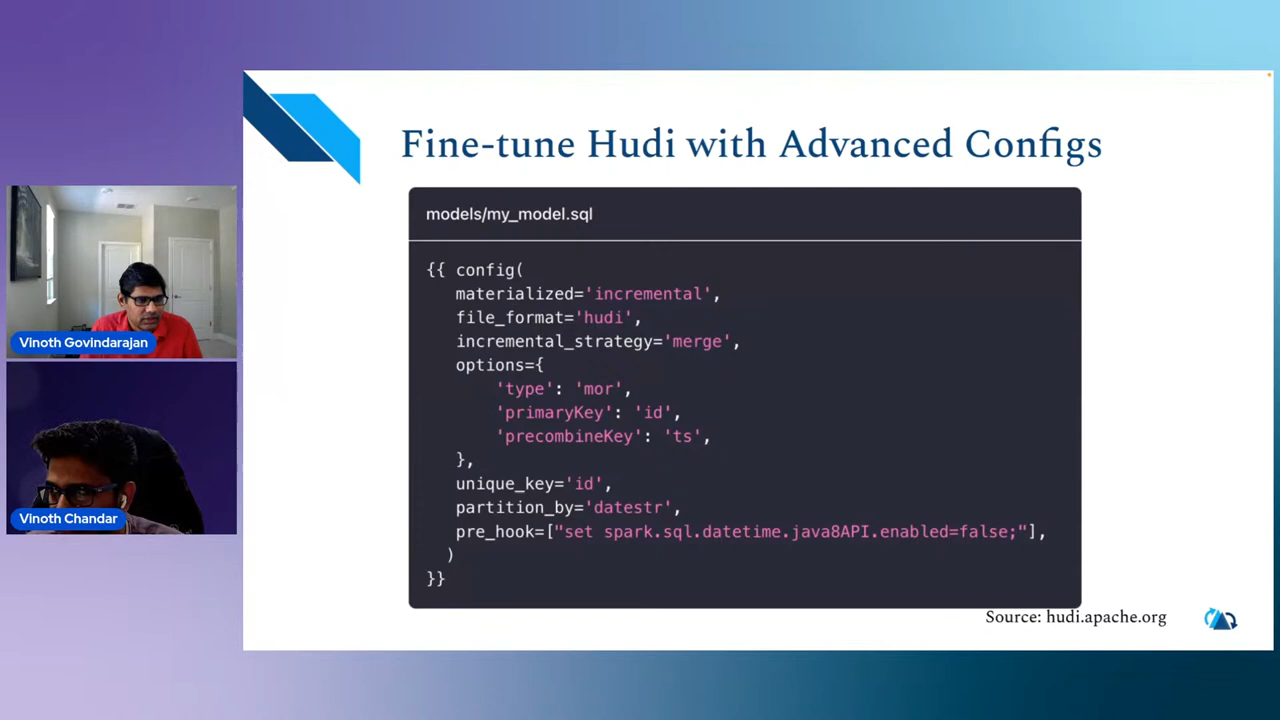 Fine-tune Hudi with Advanced Configs
models/my_model.sql
{{ config(
materialized='incremental',
file_format='hudi',
incremental_strategy='merge',
options={
'type': 'mor',
'primaryKey': 'id',
'precombineKey': 'ts',
},
unique_key='id',
partition_by='datestr',
pre_hook=["set spark.sql.datetime.java8API.enabled=false;"],
)
}}
Source: hudi.apache.org
Vinoth Govindarajan
Vinoth Chandar